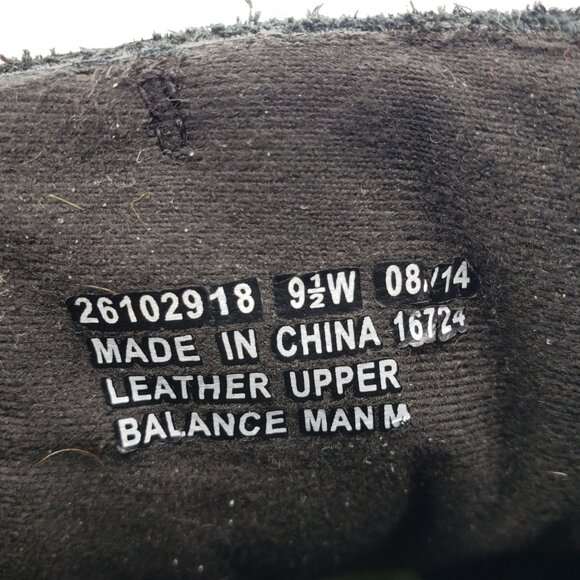 26102918 9½W 08/14
MADE IN CHINA 16724
LEATHER UPPER
BALANCE MAN M